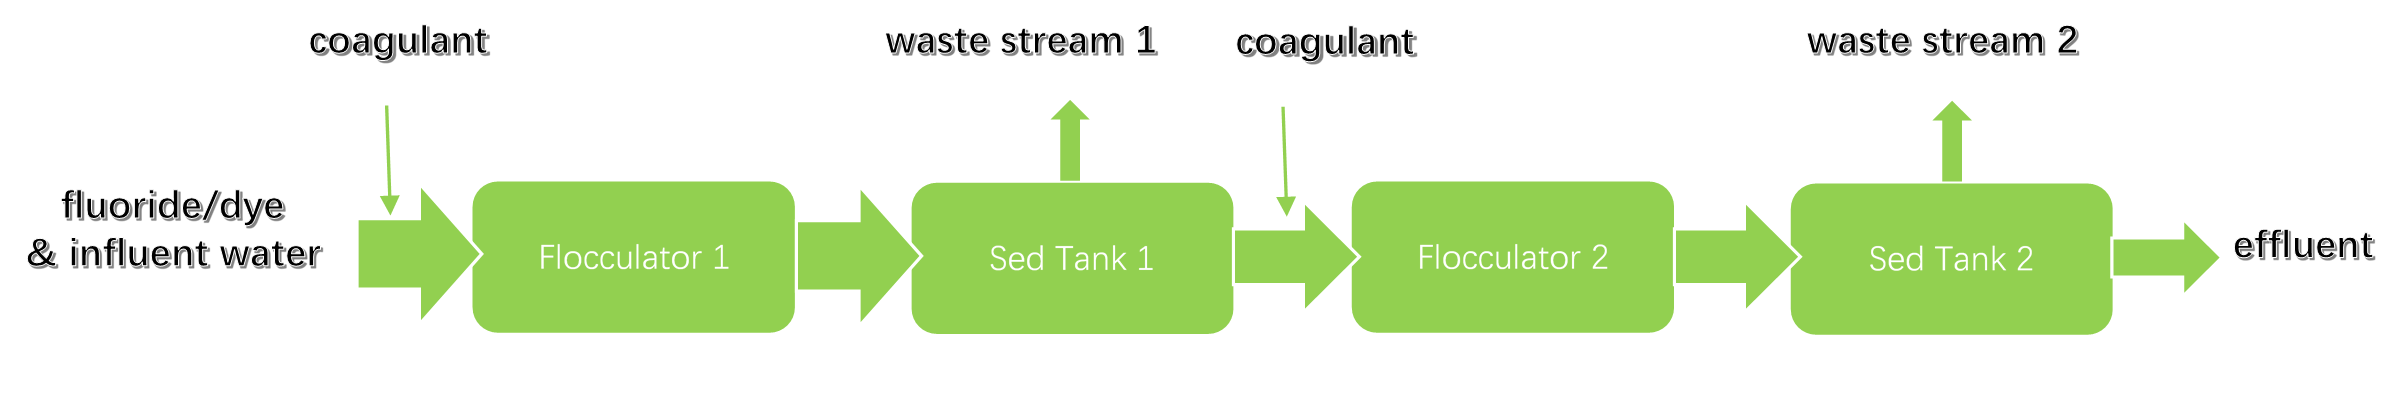 coagulant
waste stream 1
coagulant
waste stream 2
fluoride/dye
& influent water
Flocculator 1
Sed Tank 1
Flocculator 2
Sed Tank 2
effluent